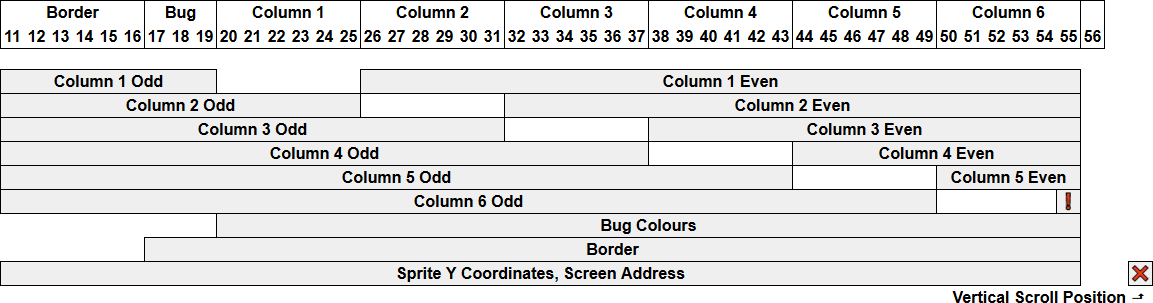 Border Bug Column 1 Column 2 Column 3 Column 4 Column 5 Column 6
11 12 13 14 15 16 17 18 19 20 21 22 23 24 25 26 27 28 29 30 31 32 33 34 35 36 37 38 39 40 41 42 43 44 45 46 47 48 49 50 51 52 53 54 55 56
Column 1 Odd Column 1 Even
Column 2 Odd Column 2 Even
Column 3 Odd Column 3 Even
Column 4 Odd Column 4 Even
Column 5 Odd Column 5 Even
Column 6 Odd
Bug Colours
Border
Sprite Y Coordinates, Screen Address
Vertical Scroll Position